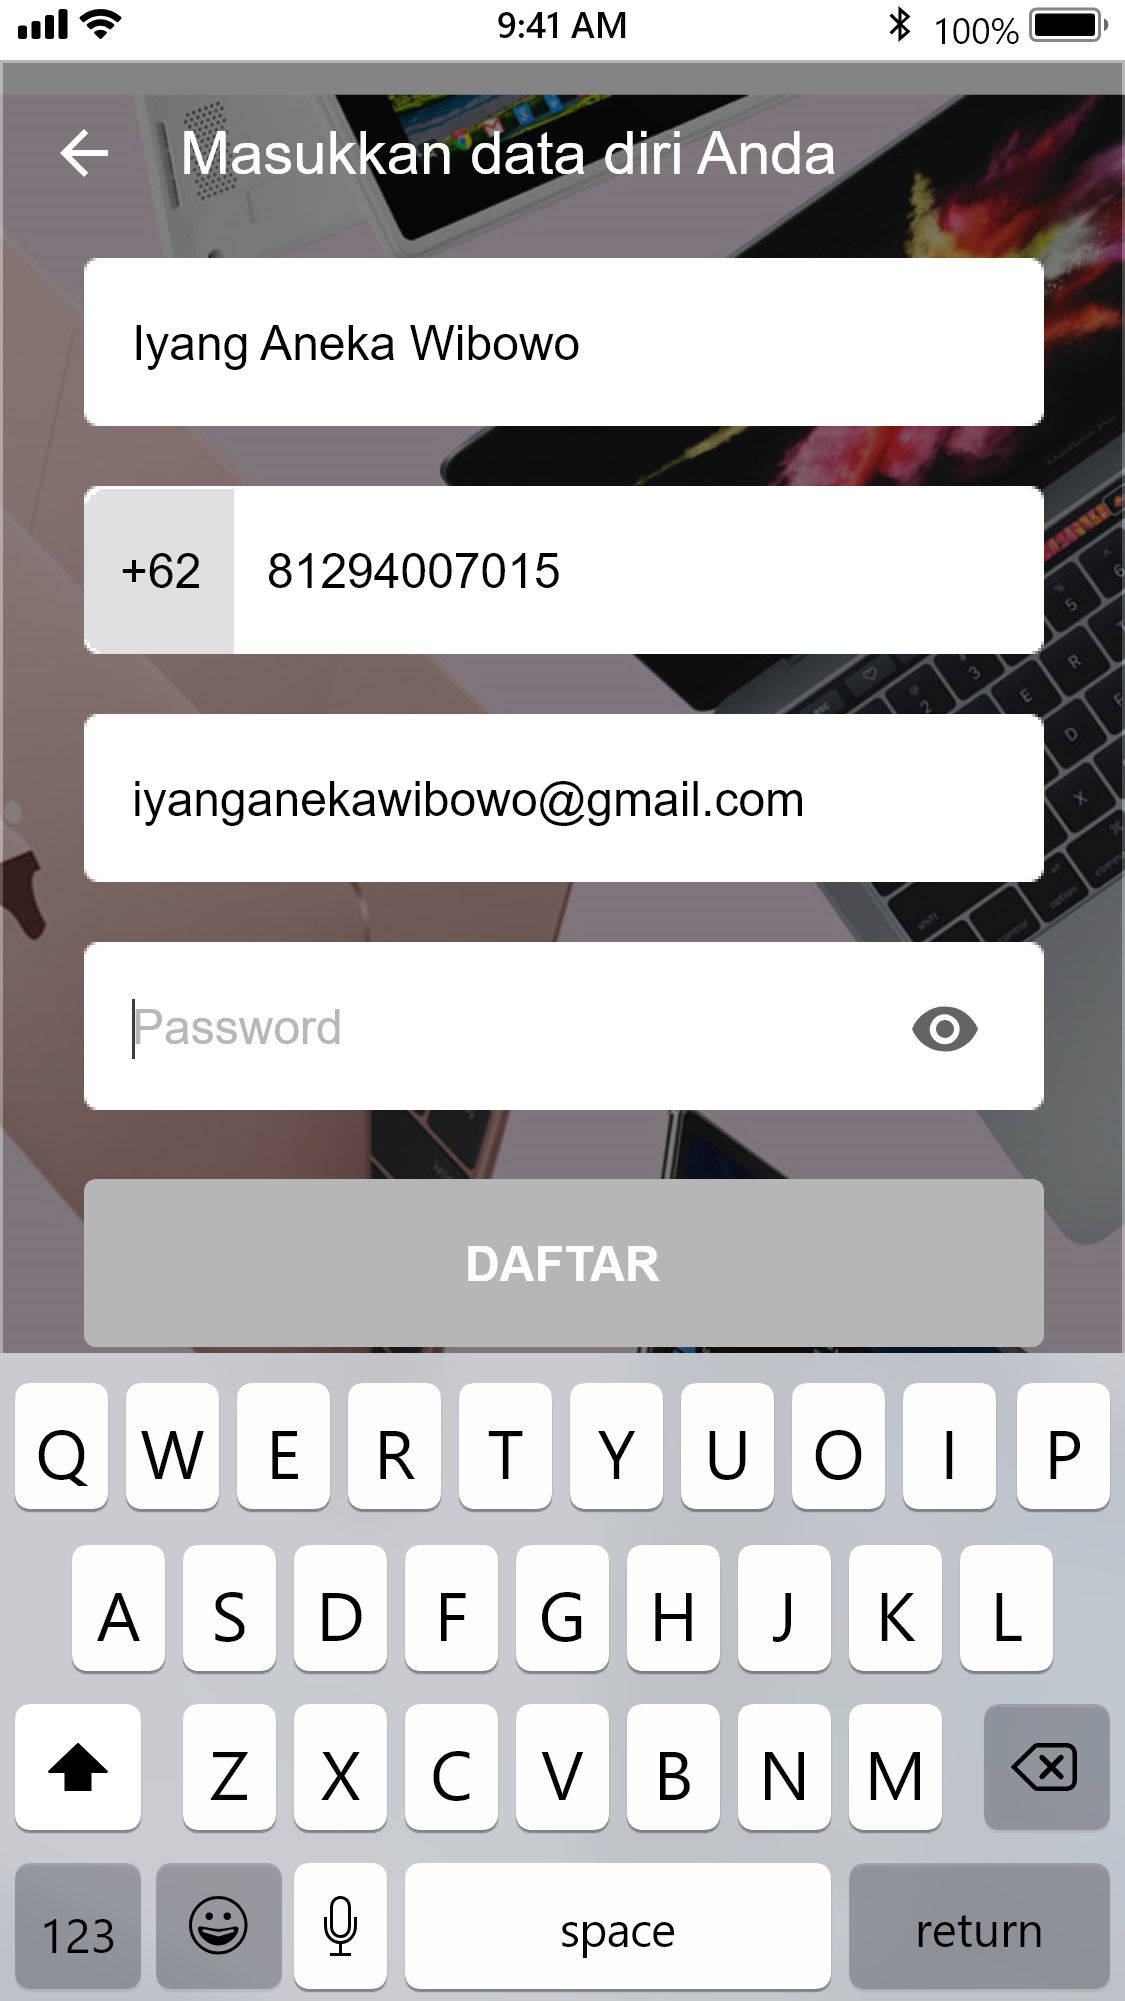 9:41 AM
100%
Masukkan data diri Anda
Iyang Aneka Wibowo
+62 81294007015
iyanganekawibowo@gmail.com
Password
DAFTAR
Q W E R T Y U O I P
A S D F G H J K L
Z X C V B N M
123 space return